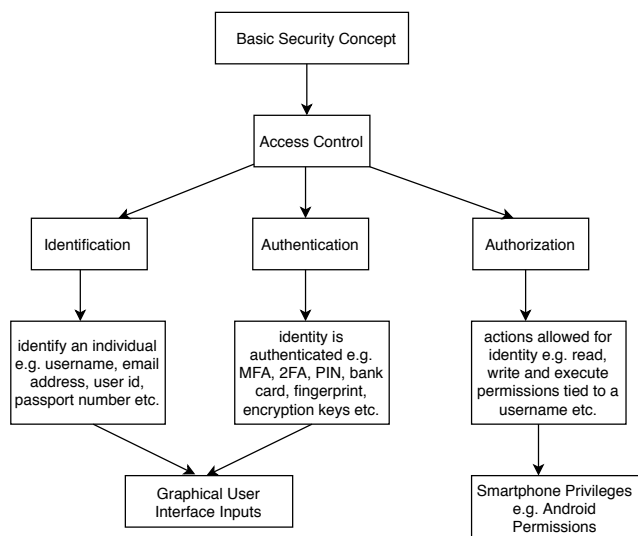 Basic Security Concept
Access Control
Identification
Authentication
Authorization
identify an individual
e.g. username, email
address, user id,
passport number etc.
identity is
authenticated e.g.
MFA, 2FA, PIN, bank
card, fingerprint,
encryption keys etc.
actions allowed for
identity e.g. read,
write and execute
permissions tied to a
username etc.
Graphical User
Interface Inputs
Smartphone Privileges
e.g. Android
Permissions